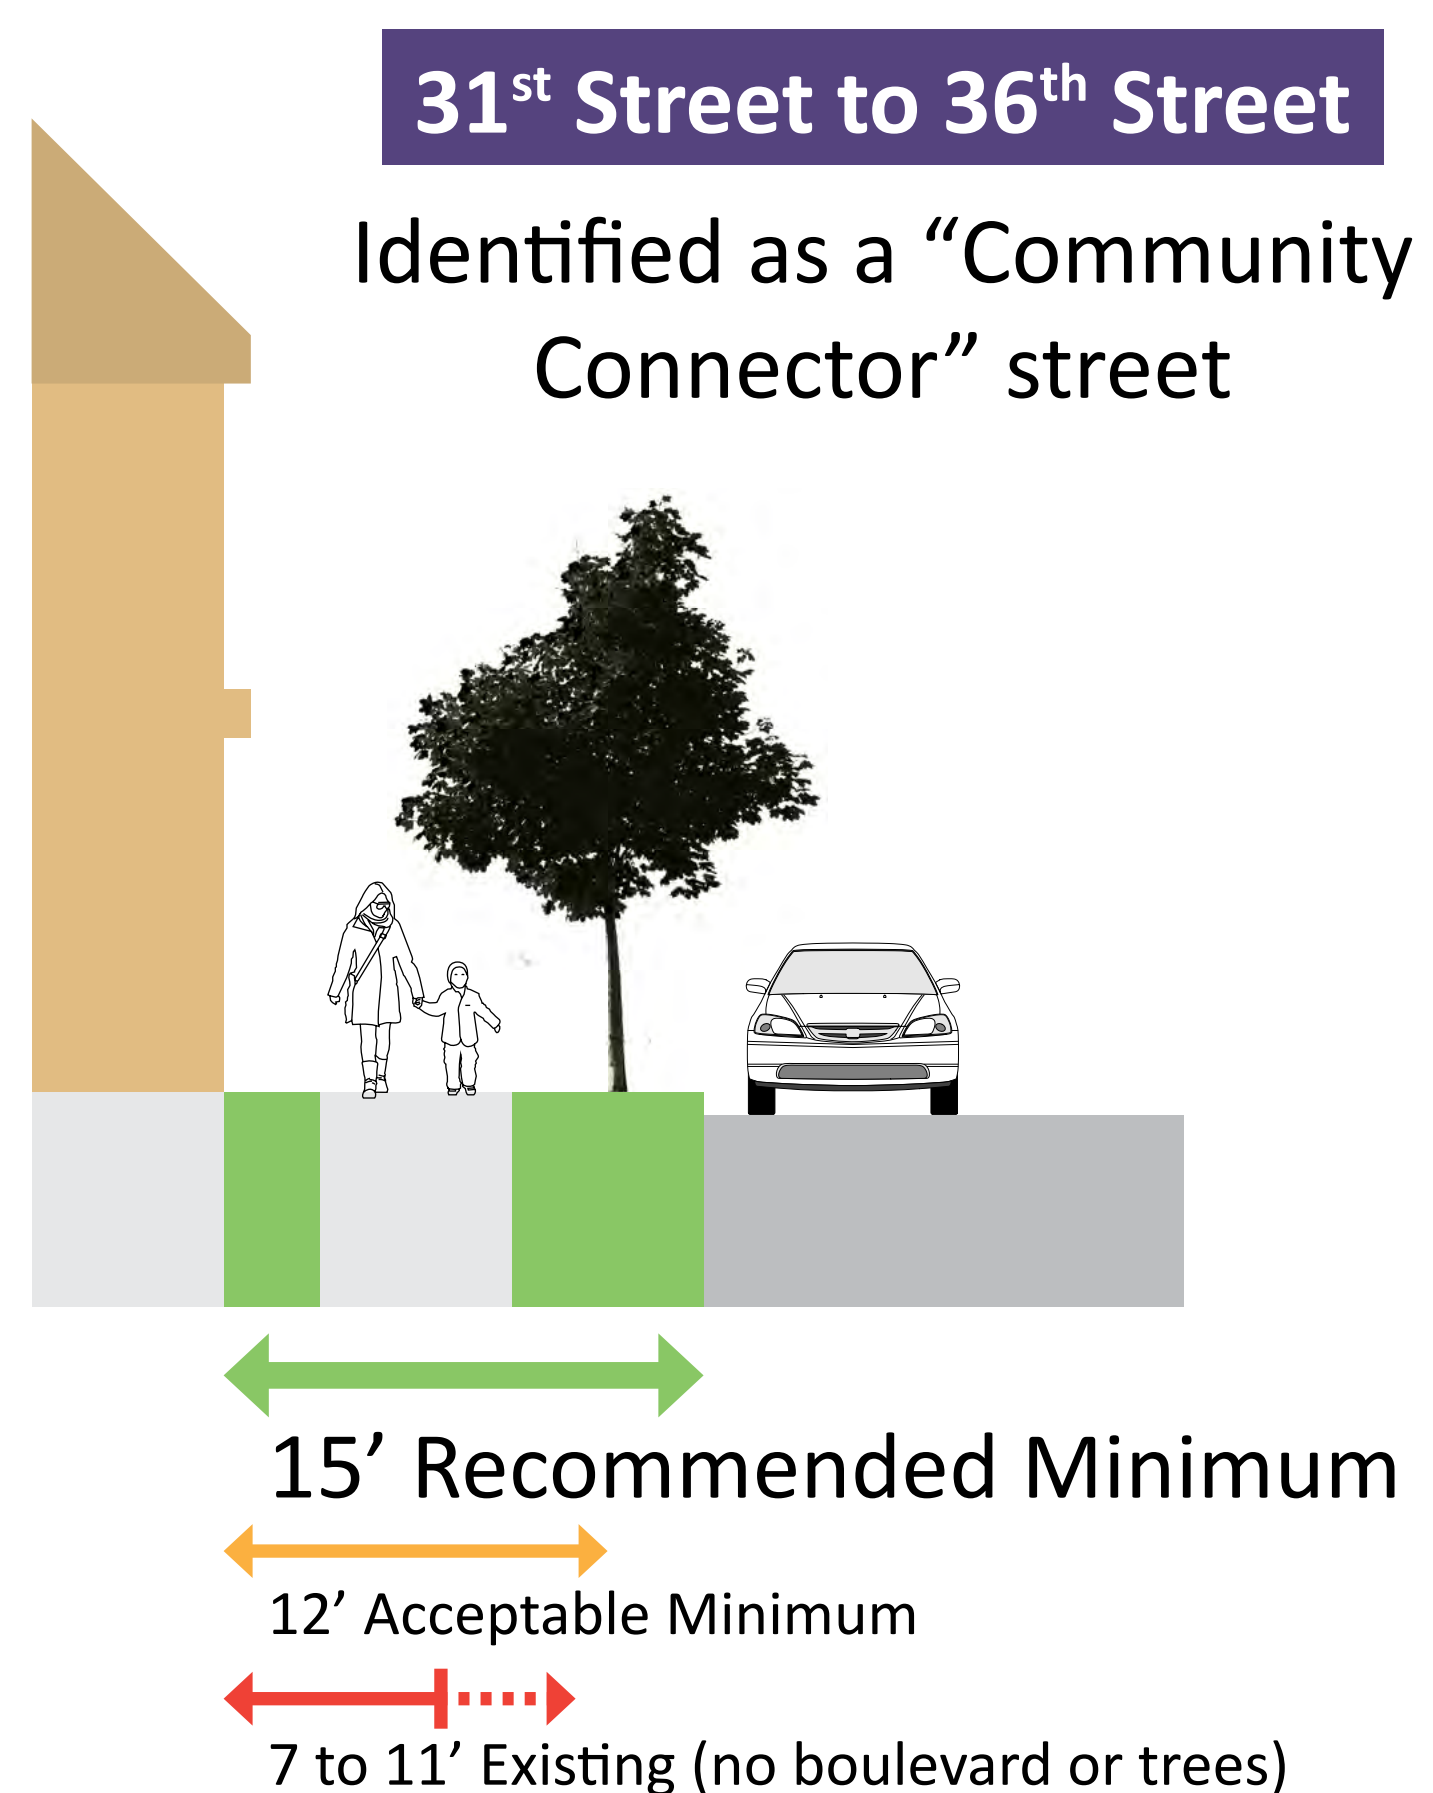 31st Street to 36th Street
Identified as a “Community
Connector” street
15’ Recommended Minimum
12’ Acceptable Minimum
7 to 11’ Existing (no boulevard or trees)